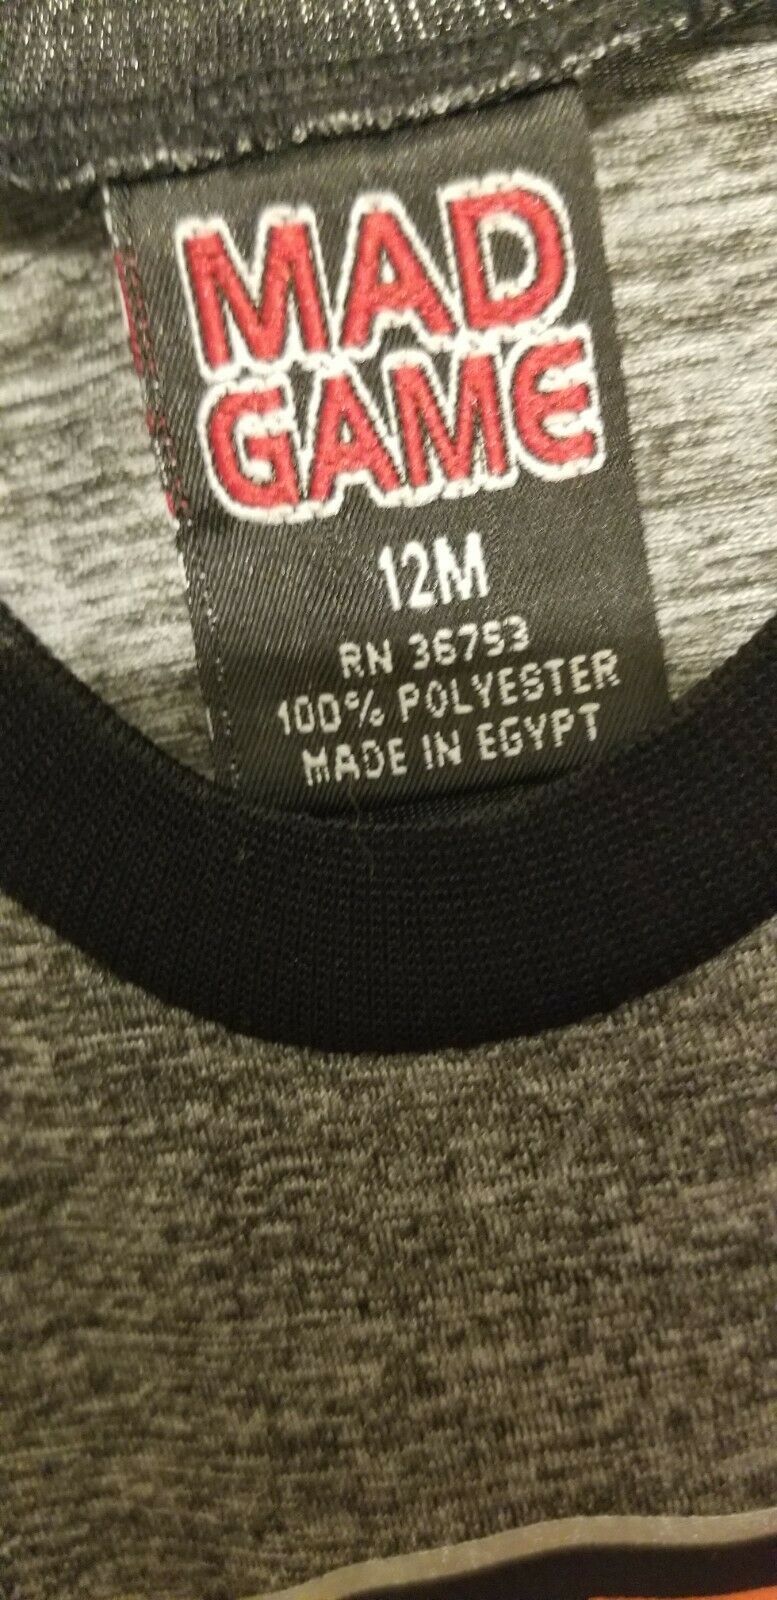 MAD
GAME
12M
RN 36753
100% POLYESTER
MADE IN EGYPT